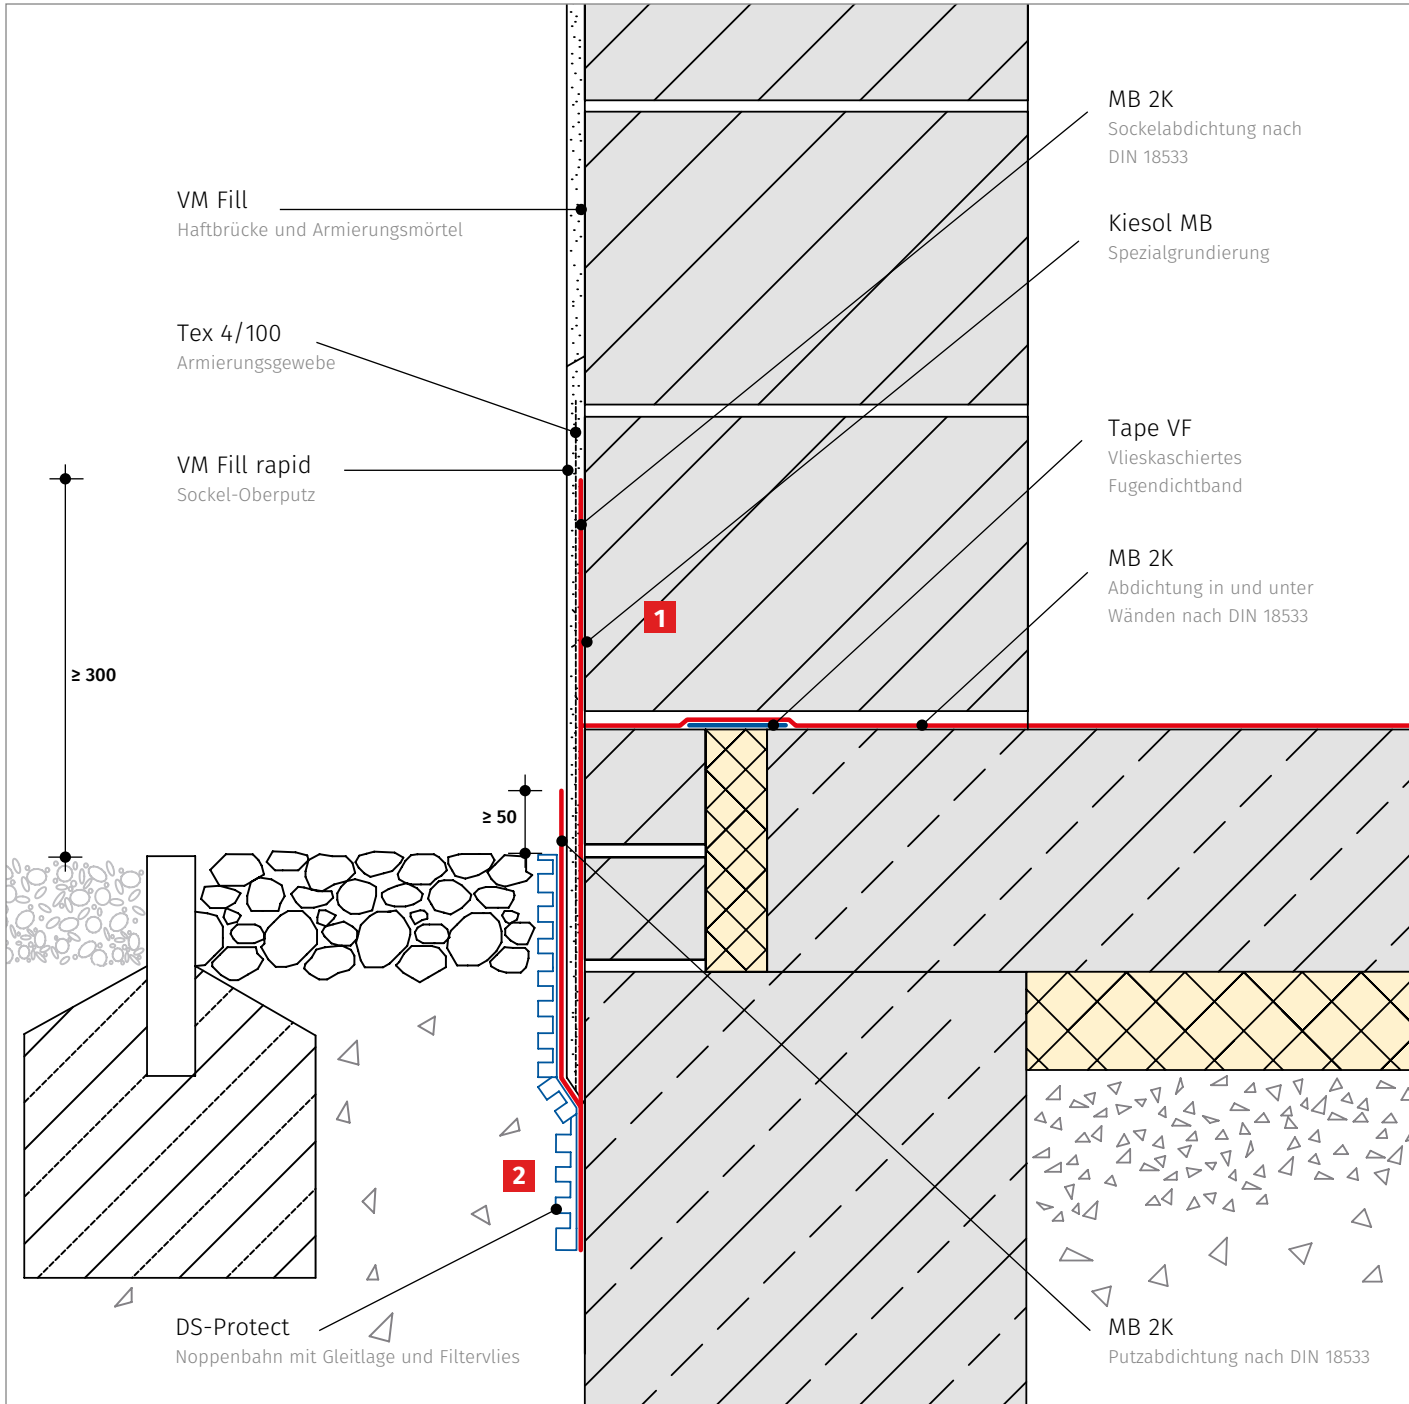 VM Fill
Haftbrücke und Armierungsmörtel
Tex 4/100
Armierungsgewebe
VM Fill rapid
Sockel-Oberputz
≥ 300
≥ 50
MB 2K
Sockelabdichtung nach
DIN 18533
Kiesol MB
Spezialgrundierung
Tape VF
Vlieskaschiertes
Fugendichtband
MB 2K
Abdichtung in und unter
Wänden nach DIN 18533
1
2
DS-Protect
Noppenbahn mit Gleitlage und Filtervlies
MB 2K
Putzabdichtung nach DIN 18533